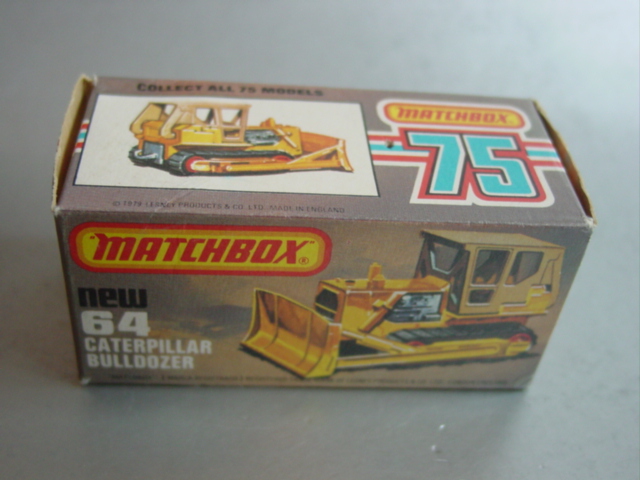 COLLECT ALL 75 MODELS
MATCHBOX
75
© 1979 LESNEY PRODUCTS & CO. LTD. MADE IN ENGLAND
MATCHBOX®
new
64
CATERPILLAR
BULLDOZER